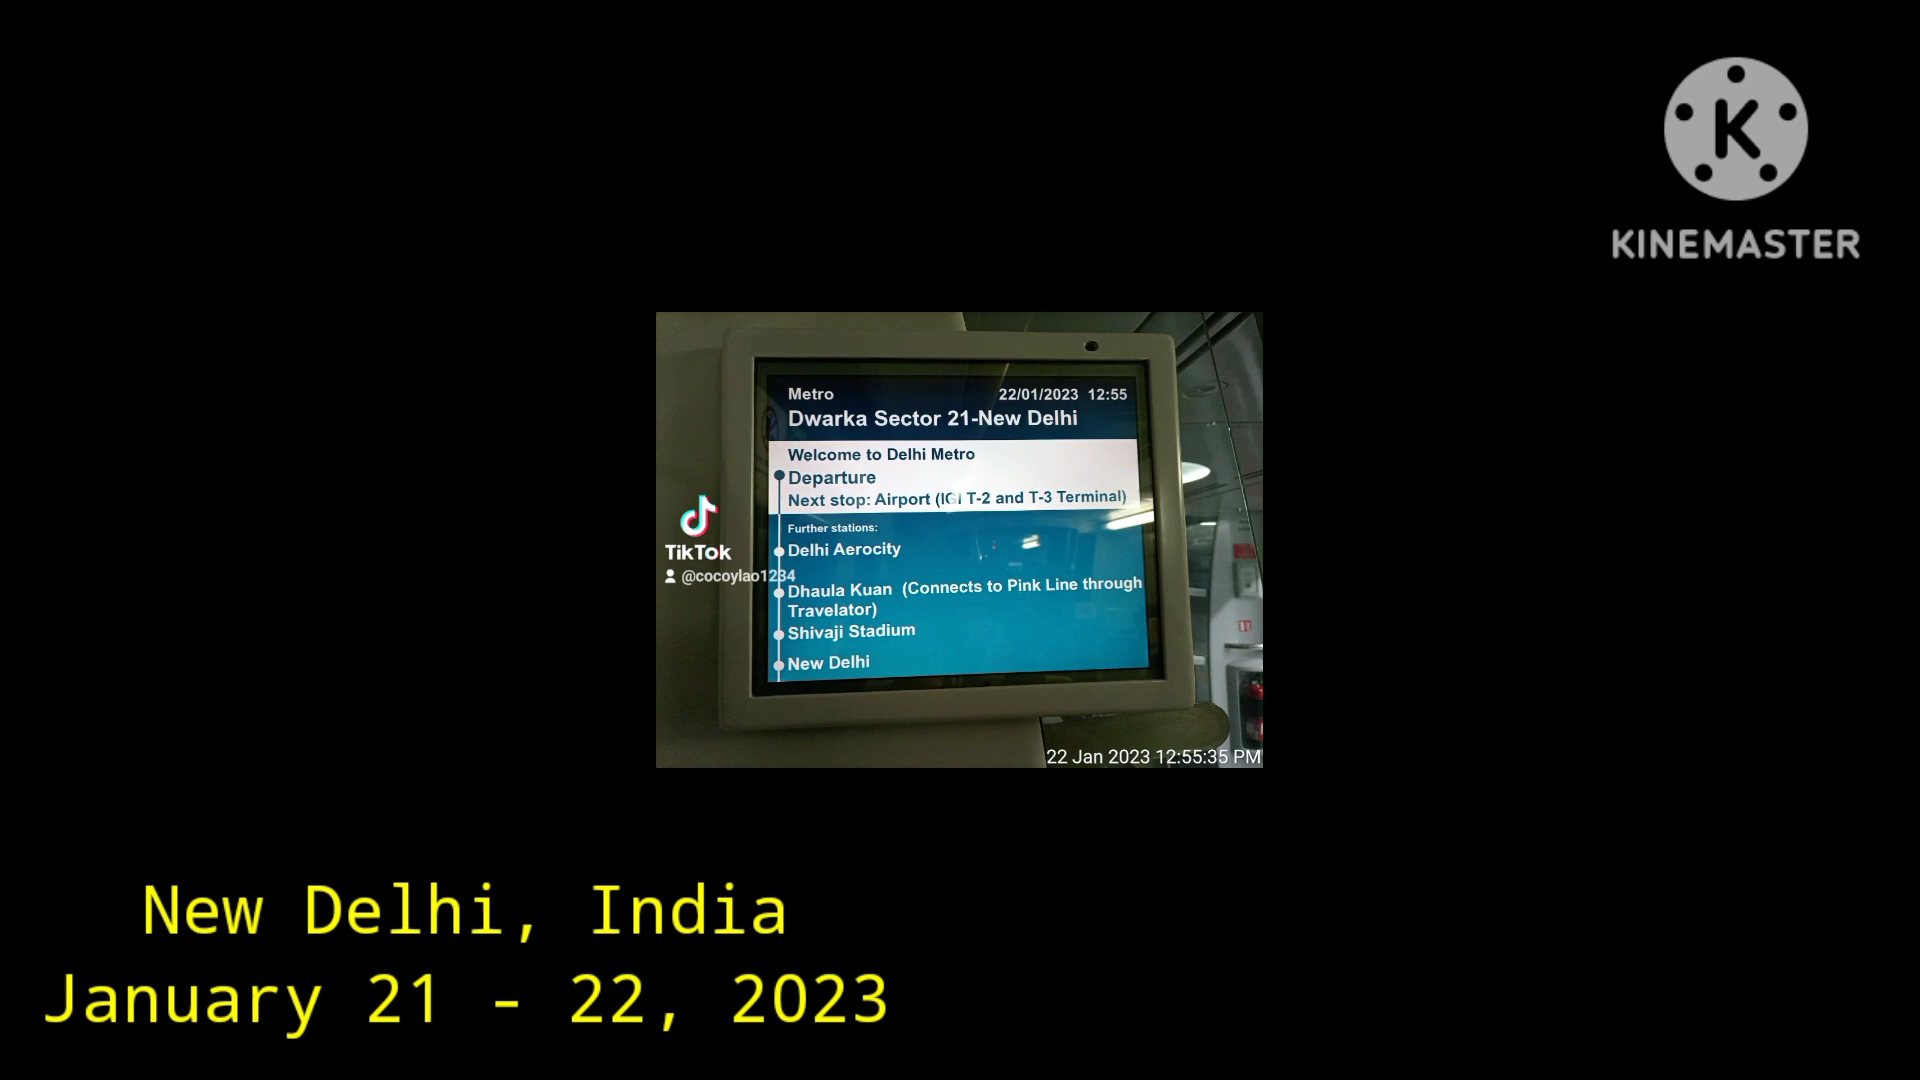 K
KINEMASTER
Metro 22/01/2023 12:55
Dwarka Sector 21-New Delhi
Welcome to Delhi Metro
Departure
Next stop: Airport (IGI T-2 and T-3 Terminal)
Further stations:
Delhi Aerocity
Dhaula Kuan (Connects to Pink Line through
Travelator)
Shivaji Stadium
New Delhi
TikTok
@cocoylao1234
22 Jan 2023 12:55:35 PM
New Delhi, India
January 21 - 22, 2023